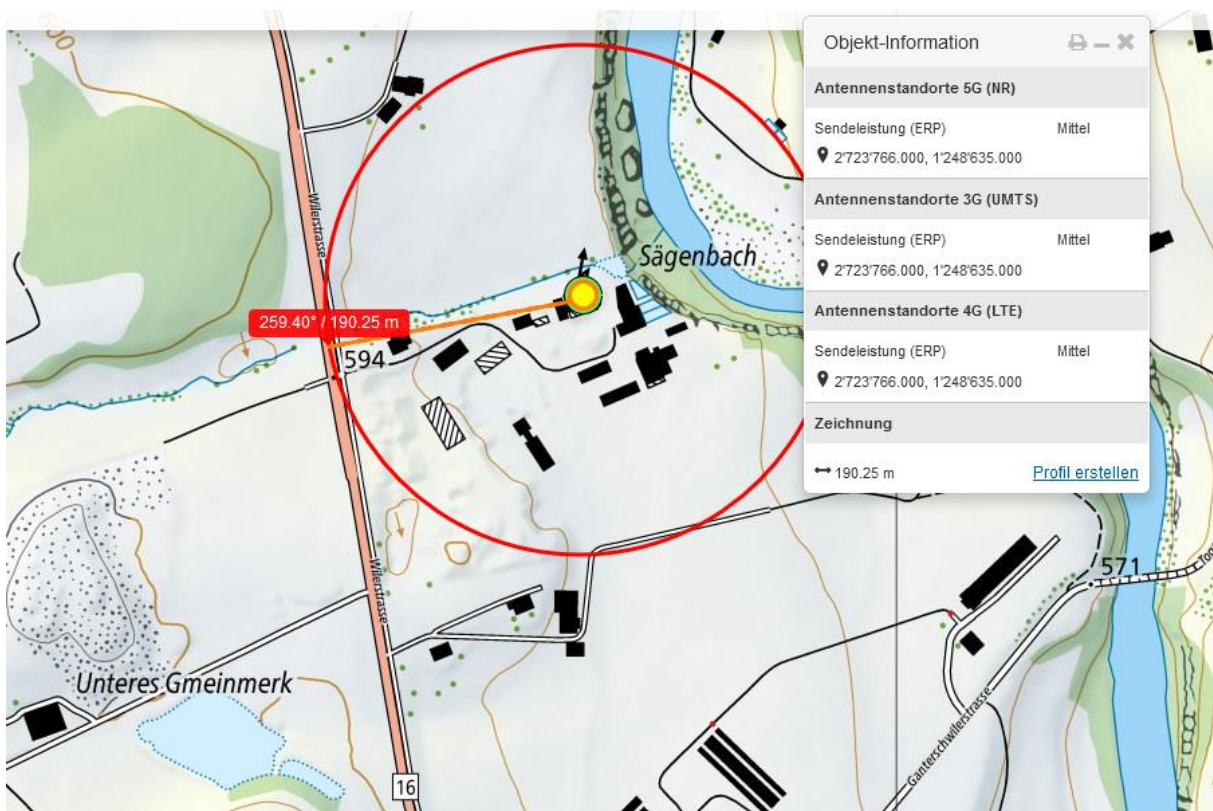 600
Objekt-Information
Antennenstandorte 5G (NR)
Sendeleistung (ERP) Mittel
2'723'766.000, 1'248'635.000
Antennenstandorte 3G (UMTS)
Sendeleistung (ERP) Mittel
2'723'766.000, 1'248'635.000
Antennenstandorte 4G (LTE)
Sendeleistung (ERP) Mittel
2'723'766.000, 1'248'635.000
Zeichnung
190.25 m Profil erstellen
Wilerstrasse
Sägenbach
259.40° / 190.25 m
594
Wilerstrasse
571
Unteres Gmeinmerk
Ganterschwilerstrasse
16